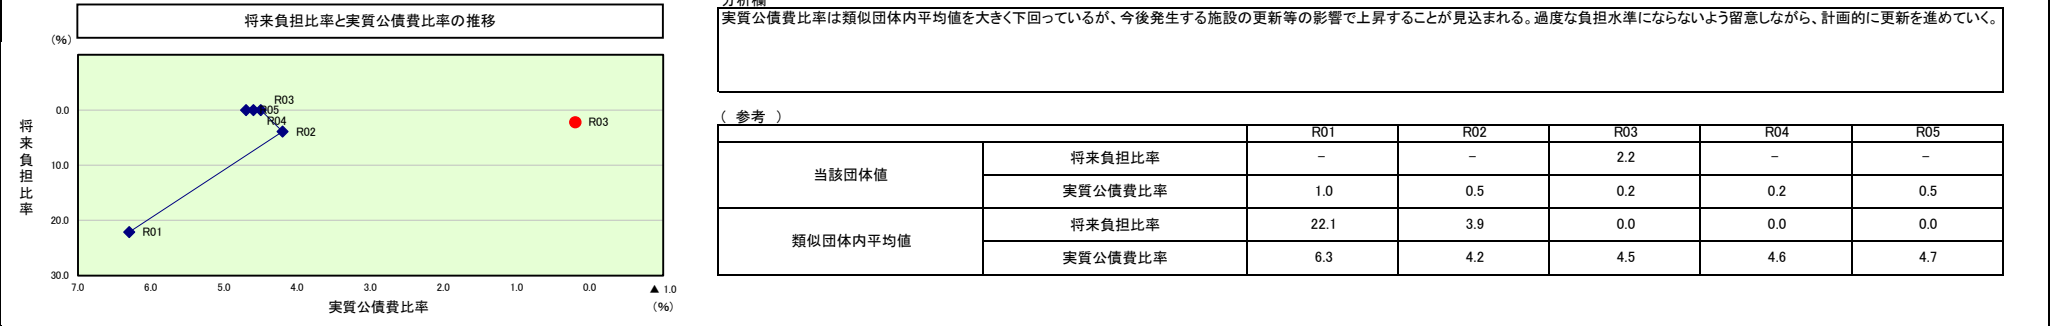 将来負担比率と実質公債費比率の推移
(%)
将来負担比率
0.0
10.0
20.0
30.0
R03
R05
R04
R02
R01
R03
7.0 6.0 5.0 4.0 3.0 2.0 1.0 0.0 ▲ 1.0
実質公債費比率
(%)
分析欄
実質公債費比率は類似団体内平均値を大きく下回っているが、今後発生する施設の更新等の影響で上昇することが見込まれる。過度な負担水準にならないよう留意しながら、計画的に更新を進めていく。
( 参考 )
R01 R02 R03 R04 R05
当該団体値
将来負担比率 - - 2.2 - -
実質公債費比率 1.0 0.5 0.2 0.2 0.5
類似団体内平均値
将来負担比率 22.1 3.9 0.0 0.0 0.0
実質公債費比率 6.3 4.2 4.5 4.6 4.7